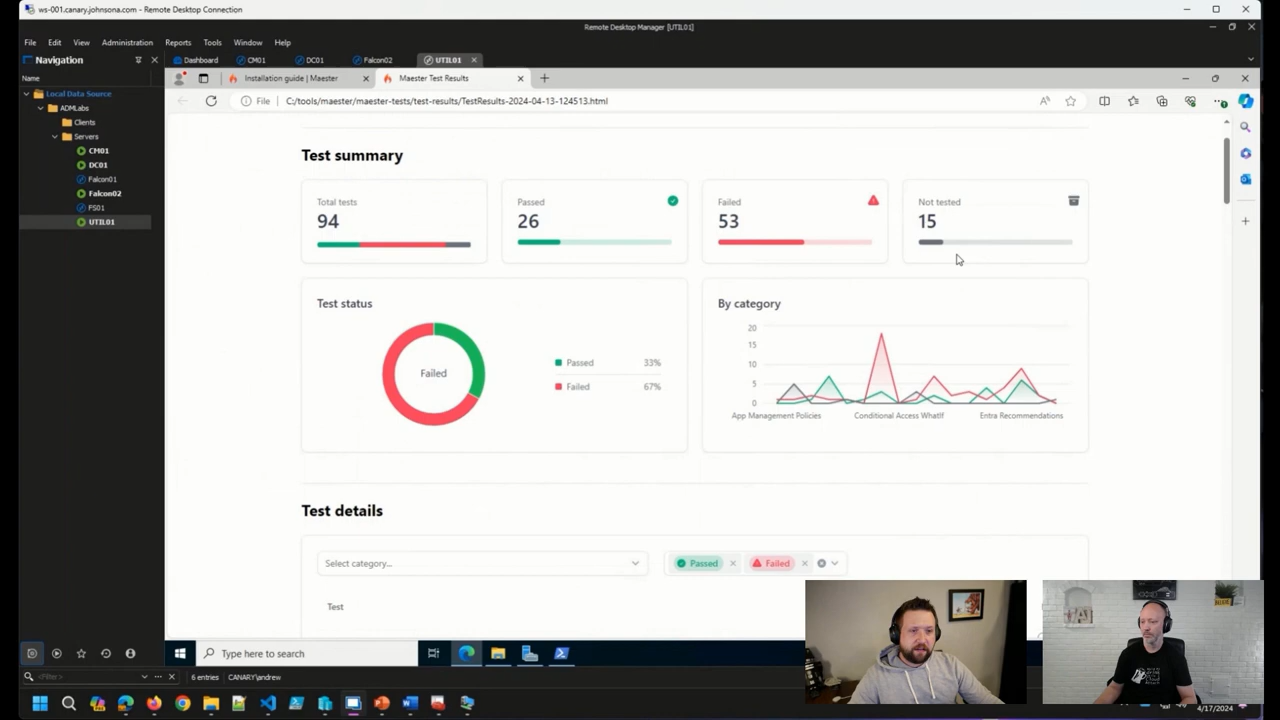 ws-001.canary.johnsona.com - Remote Desktop Connection
Remote Desktop Manager [UTIL01]
File Edit View Administration Reports Tools Window Help
Navigation
Dashboard CM01 DC01 Falcon02 UTIL01
Name
Installation guide | Maester
Maester Test Results
Local Data Source
ADMLabs
Clients
Servers
CM01
DC01
Falcon01
Falcon02
FS01
UTIL01
File C:/tools/maester/maester-tests/test-results/TestResults-2024-04-13-124513.html
Test summary
Total tests
94
Passed
26
Failed
53
Not tested
15
Test status
Failed
Passed 33%
Failed 67%
By category
20
15
10
5
0
App Management Policies Conditional Access WhatIf Entra Recommendations
Test details
Select category...
Passed Failed
Test
Type here to search
<Filter>
6 entries CANARY\andrew
4/17/2024